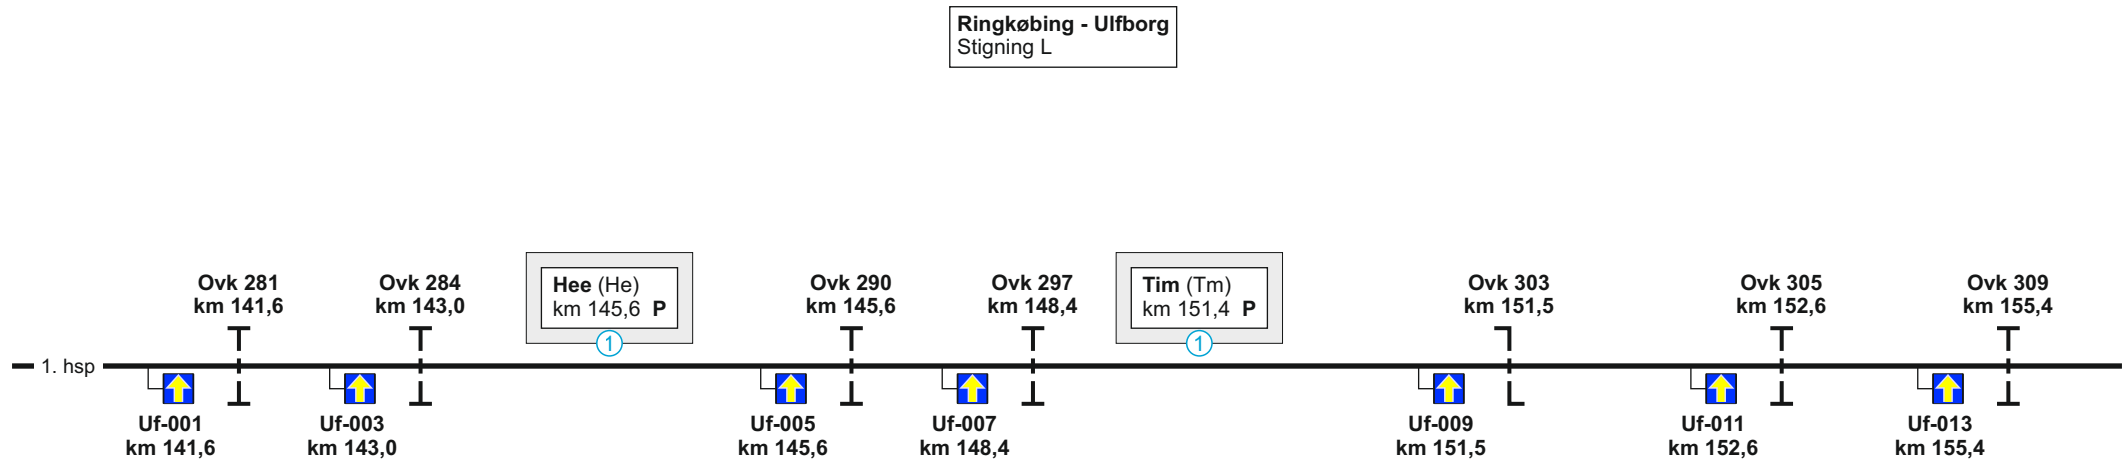 Ringkøbing - Ulfborg
Stigning L
Ovk 281
km 141,6
Ovk 284
km 143,0
Hee (He)
km 145,6 P
1
Ovk 290
km 145,6
Ovk 297
km 148,4
Tim (Tm)
km 151,4 P
1
Ovk 303
km 151,5
Ovk 305
km 152,6
Ovk 309
km 155,4
1. hsp
Uf-001
km 141,6
Uf-003
km 143,0
Uf-005
km 145,6
Uf-007
km 148,4
Uf-009
km 151,5
Uf-011
km 152,6
Uf-013
km 155,4